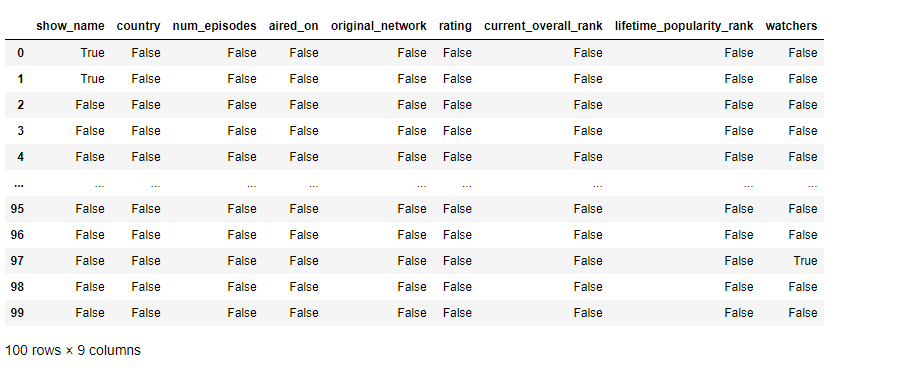 show_name country num_episodes aired_on original_network rating current_overall_rank lifetime_popularity_rank watchers
0 True False False False False False False False False
1 True False False False False False False False False
2 False False False False False False False False False
3 False False False False False False False False False
4 False False False False False False False False False
... ... ... ... ... ... ... ... ... ...
95 False False False False False False False False False
96 False False False False False False False False False
97 False False False False False False False False True
98 False False False False False False False False False
99 False False False False False False False False False
100 rows × 9 columns